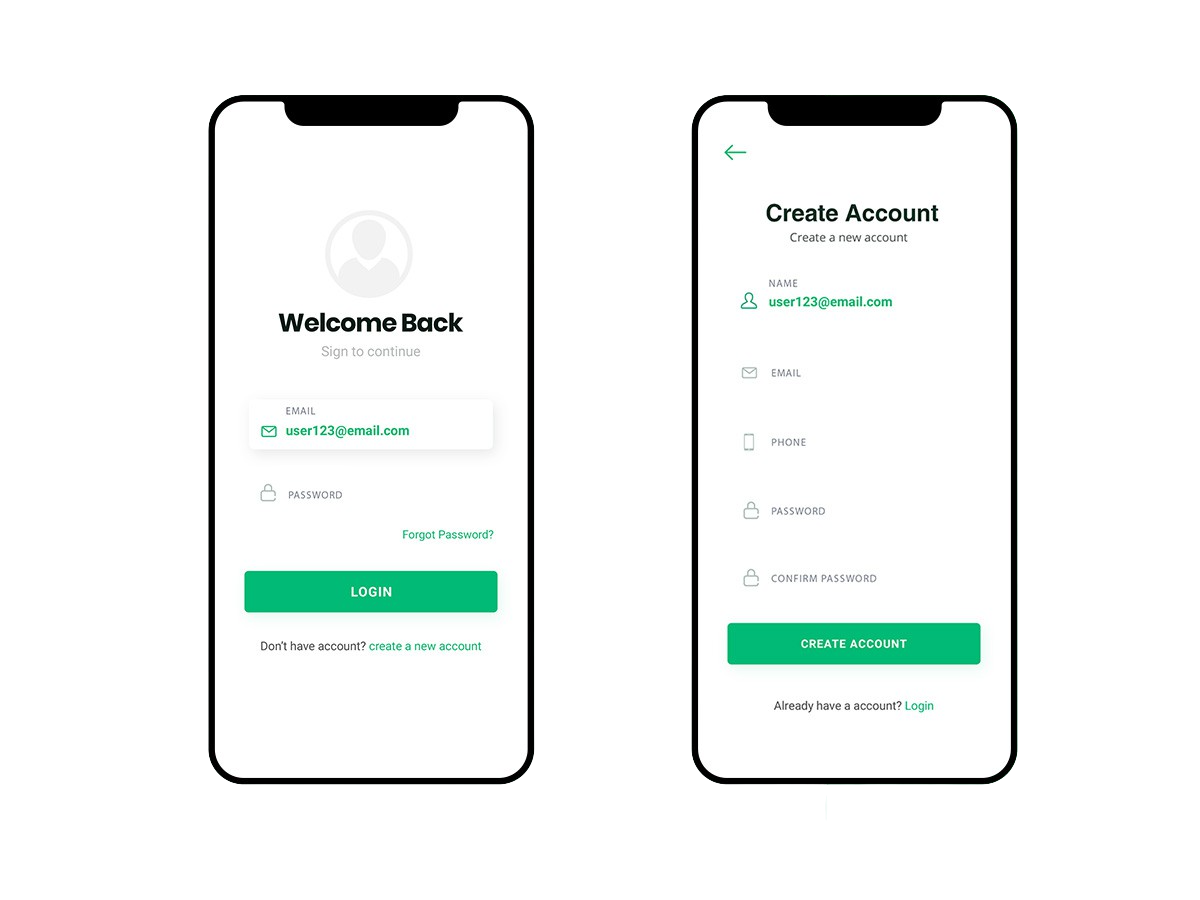 Welcome Back
Sign to continue
EMAIL
user123@email.com
PASSWORD
Forgot Password?
LOGIN
Don't have account? create a new account
Create Account
Create a new account
NAME
user123@email.com
EMAIL
PHONE
PASSWORD
CONFIRM PASSWORD
CREATE ACCOUNT
Already have a account? Login